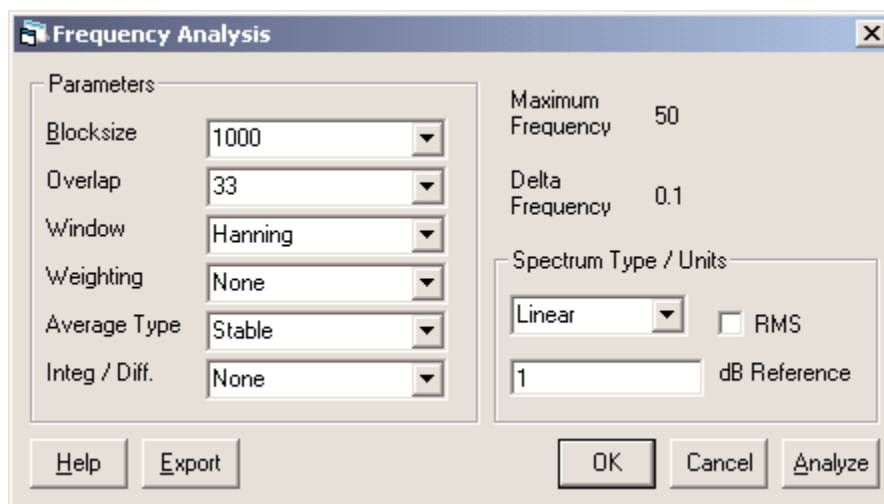 Frequency Analysis
Parameters
Blocksize 1000
Overlap 33
Window Hanning
Weighting None
Average Type Stable
Integ / Diff. None
Maximum
Frequency 50
Delta
Frequency 0.1
Spectrum Type / Units
Linear RMS
1 dB Reference
Help Export OK Cancel Analyze